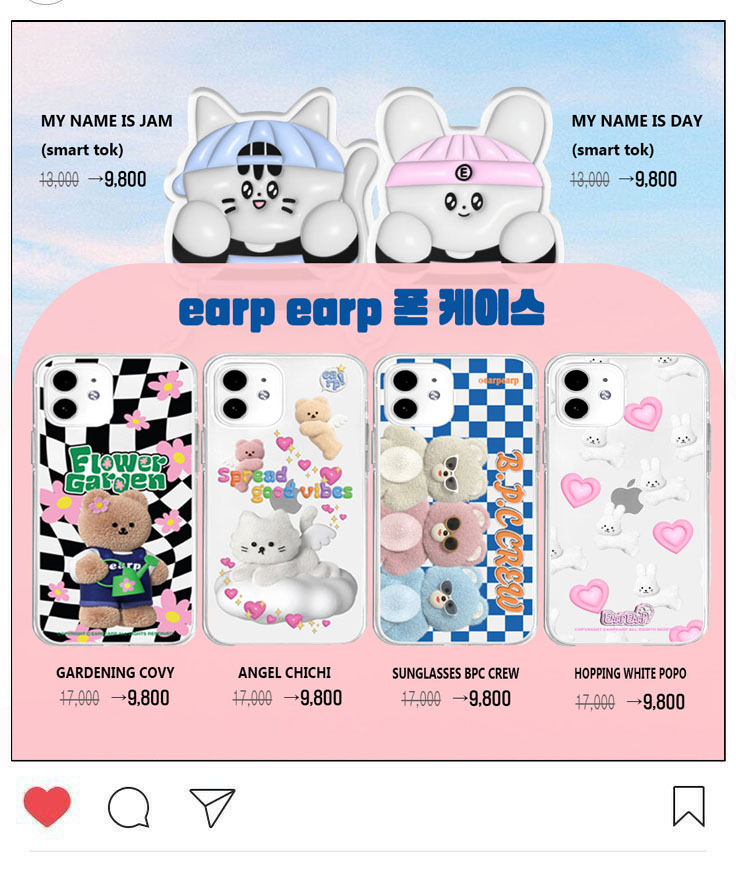 MY NAME IS JAM
(smart tok)
13,000 →9,800
MY NAME IS DAY
(smart tok)
13,000 →9,800
E
earp earp 폰 케이스
Flower
Garden
earp
Spread
good vibes
earpearp
B.P.C CREW
earpearp
GARDENING COVY
17,000 →9,800
ANGEL CHICHI
17,000 →9,800
SUNGLASSES BPC CREW
17,000 →9,800
HOPPING WHITE POPO
17,000 →9,800